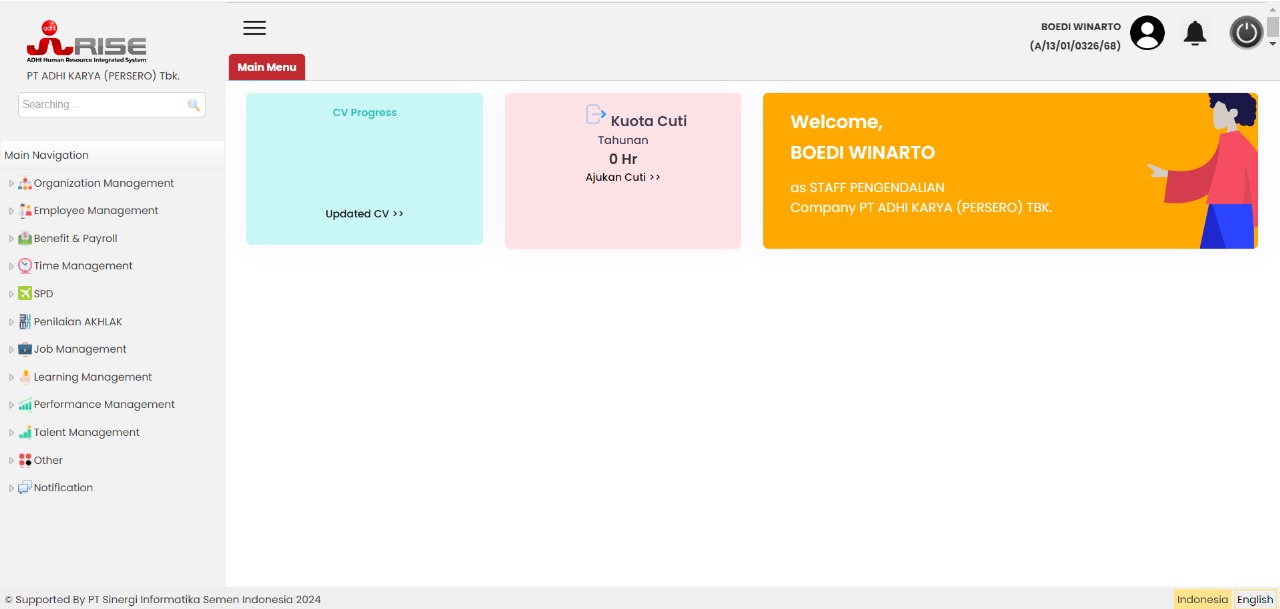 adhi
RISE
ADHI Human Resource Integrated System
PT ADHI KARYA (PERSERO) Tbk.
Searching ...
Main Navigation
Organization Management
Employee Management
Benefit & Payroll
Time Management
SPD
Penilaian AKHLAK
Job Management
Learning Management
Performance Management
Talent Management
Other
Notification
BOEDI WINARTO
(A/13/01/0326/68)
Main Menu
CV Progress
Updated CV >>
Kuota Cuti
Tahunan
0 Hr
Ajukan Cuti >>
Welcome,
BOEDI WINARTO
as STAFF PENGENDALIAN
Company PT ADHI KARYA (PERSERO) TBK.
© Supported By PT Sinergi Informatika Semen Indonesia 2024
Indonesia English